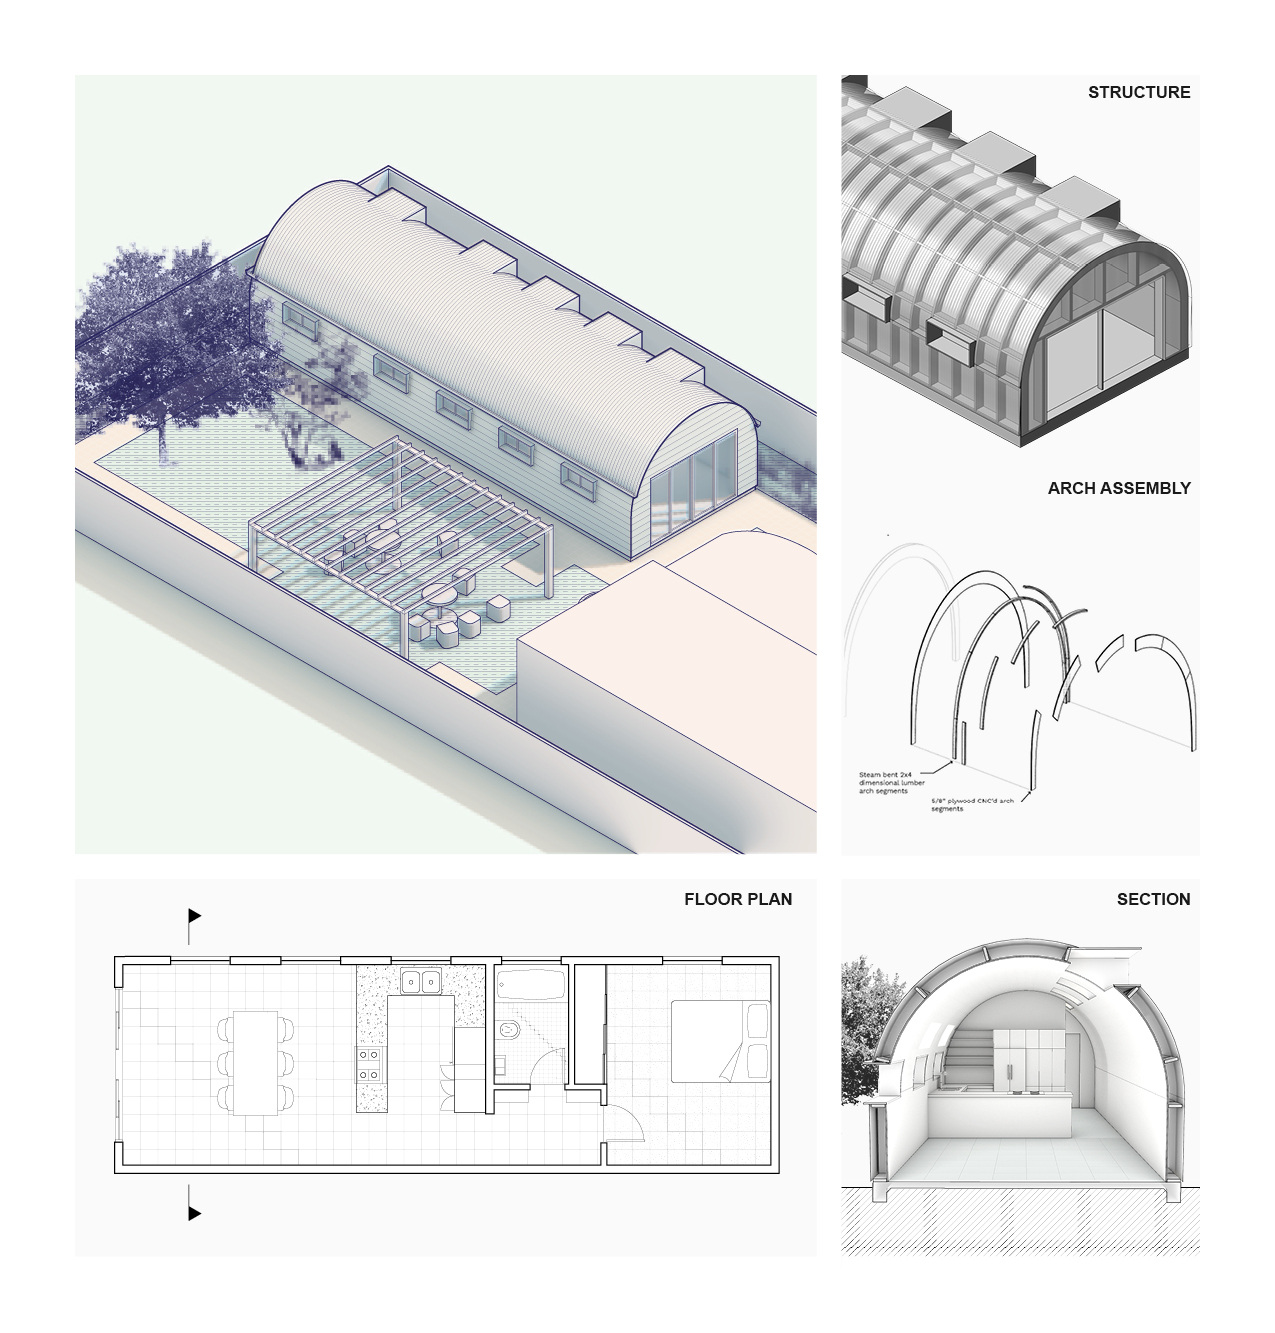 STRUCTURE
ARCH ASSEMBLY
Steam bent 2x4
dimensional lumber
arch segments
5/8" plywood CNC'd arch
segments
FLOOR PLAN
SECTION